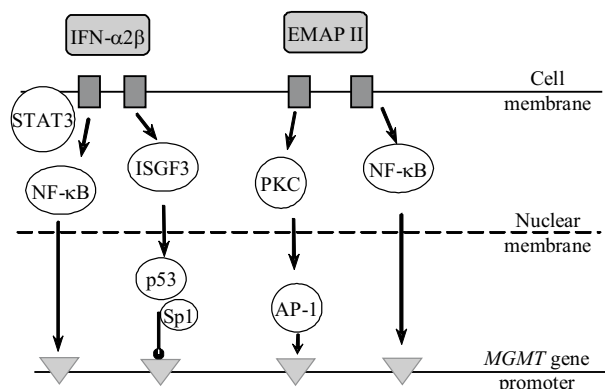 IFN-α2β
EMAP II
Cell
membrane
STAT3
NF-κB
ISGF3
PKC
NF-κB
Nuclear
membrane
p53
Sp1
AP-1
MGMT gene
promoter